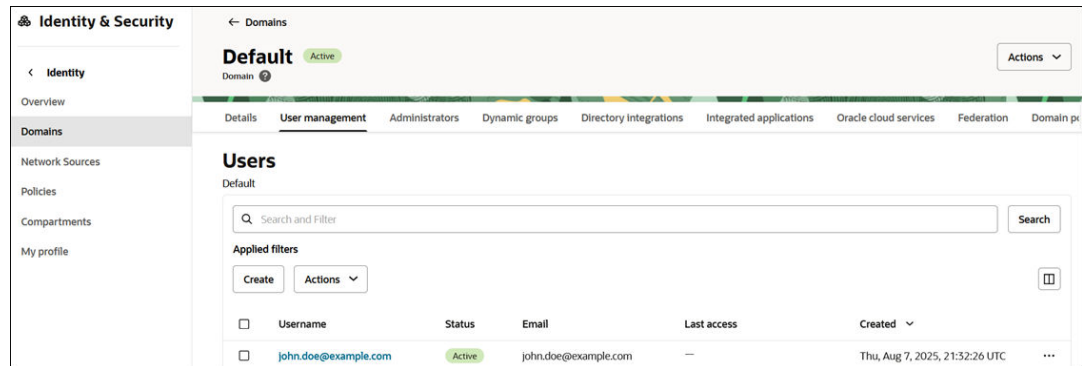 Identity & Security
← Domains
Default Active
Actions
Domain ?
< Identity
Overview
Domains
Network Sources
Policies
Compartments
My profile
Details User management Administrators Dynamic groups Directory integrations Integrated applications Oracle cloud services Federation Domain
Users
Default
Search and Filter
Search
Applied filters
Create Actions
Username Status Email Last access Created
john.doe@example.com Active john.doe@example.com — Thu, Aug 7, 2025, 21:32:26 UTC ...